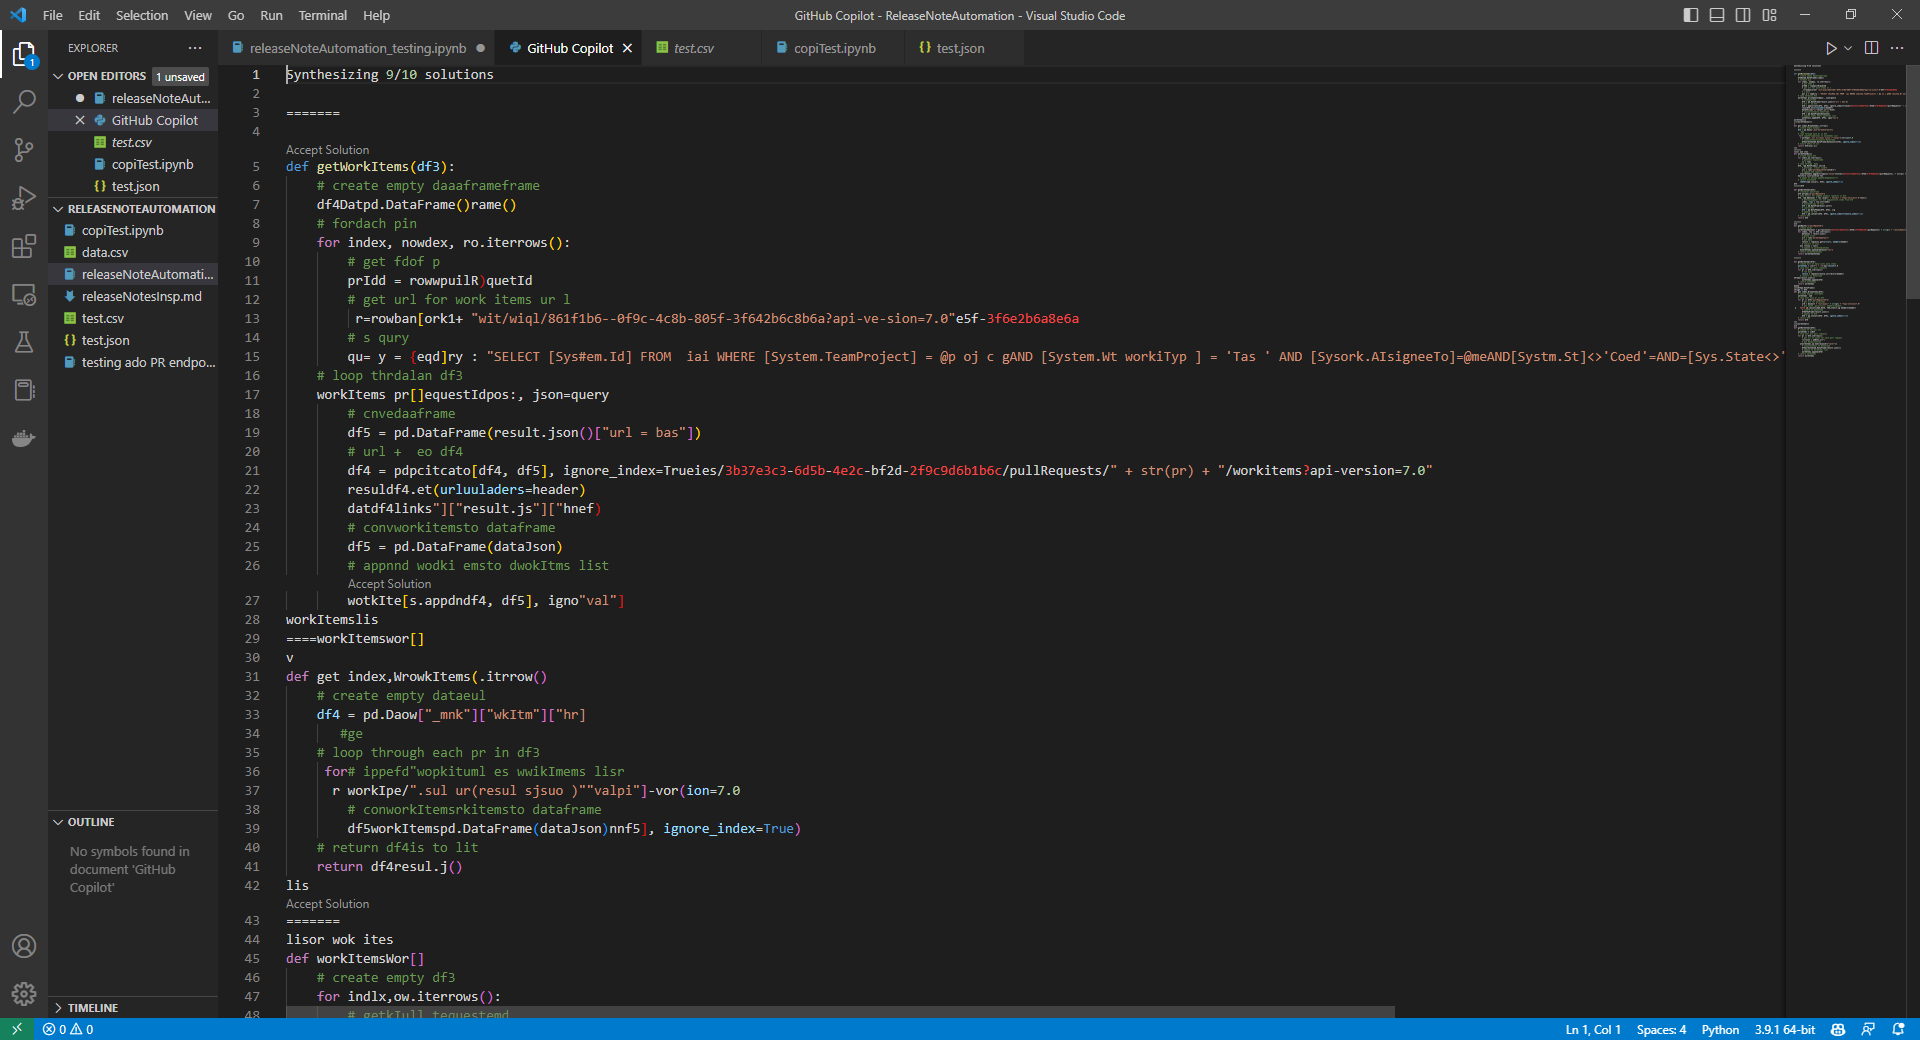 File Edit Selection View Go Run Terminal Help
GitHub Copilot - ReleaseNoteAutomation - Visual Studio Code
EXPLORER
OPEN EDITORS 1 unsaved
releaseNoteAut...
GitHub Copilot
test.csv
copiTest.ipynb
{} test.json
RELEASENOTEAUTOMATION
copiTest.ipynb
data.csv
releaseNoteAutomati...
releaseNotesInsp.md
test.csv
{} test.json
testing ado PR endpo...
OUTLINE
No symbols found in
document 'GitHub
Copilot'
TIMELINE
1
releaseNoteAutomation_testing.ipynb
GitHub Copilot
test.csv
copiTest.ipynb
{} test.json
1 Synthesizing 9/10 solutions
2
3 =======
4
Accept Solution
5 def getWorkItems(df3):
6 # create empty daaaframeframe
7 df4Datpd.DataFrame()rame()
8 # fordach pin
9 for index, nowdex, ro.iterrows():
10 # get fdof p
11 prIdd = rowwpuilR)quetId
12 # get url for work items ur l
13 r=rowban[ork1+ "wit/wiql/861f1b6--0f9c-4c8b-805f-3f642b6c8b6a?api-ve-sion=7.0"e5f-3f6e2b6a8e6a
14 # s qury
15 qu= y = {eqd]ry : "SELECT [Sys#em.Id] FROM  iai WHERE [System.TeamProject] = @p oj c gAND [System.Wt workiTyp ] = 'Tas ' AND [Sysork.AIsigneeTo]=@meAND[Systm.St]<>'Coed'=AND=[Sys.State<>'
16 # loop thrdalan df3
17 workItems pr[]equestIdpos:, json=query
18 # cnvedaaframe
19 df5 = pd.DataFrame(result.json()["url = bas"])
20 # url +  eo df4
21 df4 = pdpcitcato[df4, df5], ignore_index=Trueies/3b37e3c3-6d5b-4e2c-bf2d-2f9c9d6b1b6c/pullRequests/" + str(pr) + "/workitems?api-version=7.0"
22 resuldf4.et(urluuladers=header)
23 datdf4links"]["result.js"]["hnef)
24 # convworkitemsto dataframe
25 df5 = pd.DataFrame(dataJson)
26 # appnnd wodki emsto dwokItms list
Accept Solution
27 wotkIte[s.appdndf4, df5], igno"val"]
28 workItemslis
29 ====workItemswor[]
30 v
31 def get index,WrowkItems(.itrrow()
32 # create empty dataeul
33 df4 = pd.Daow["_mnk"]["wkItm"]["hr]
34 #ge
35 # loop through each pr in df3
36 for# ippefd"wopkituml es wwikImems lisr
37 r workIpe/".sul ur(resul sjsuo )""valpi"]-vor(ion=7.0
38 # conworkItemsrkitemsto dataframe
39 df5workItemspd.DataFrame(dataJson)nnf5], ignore_index=True)
40 # return df4is to lit
41 return df4resul.j()
42 lis
Accept Solution
43 =======
44 lisor wok ites
45 def workItemsWor[]
46 # create empty df3
47 for indlx,ow.iterrows():
48 # getkTull tequestemd
0 0
Ln 1, Col 1 Spaces: 4 Python 3.9.1 64-bit